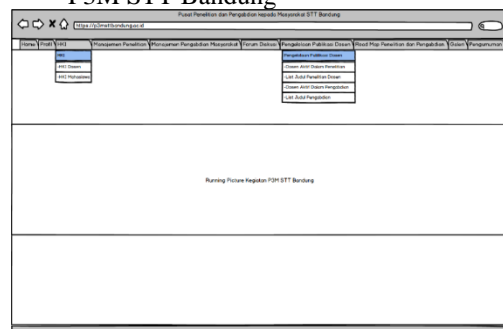 P3M STT Bandung
Pusat Penelitian dan Pengabdian kepada Masyarakat STT Bandung
https://p3msttbandung.ac.id
Home Profil HKI Manajemen Penelitian Manajemen Pengabdian Masyarakat Forum Diskusi Pengelolaan Publikasi Dosen Road Map Penelitian dan Pengabdian Galeri Pengumuman
HKI
-HKI Dosen
-HKI Mahasiswa
Pengelolaan Publikasi Dosen
-Dosen Aktif Dalam Penelitian
-List Judul Penelitian Dosen
-Dosen Aktif Dalam Pengabdian
-List Judul Pengabdian
Running Picture Kegiatan P3M STT Bandung